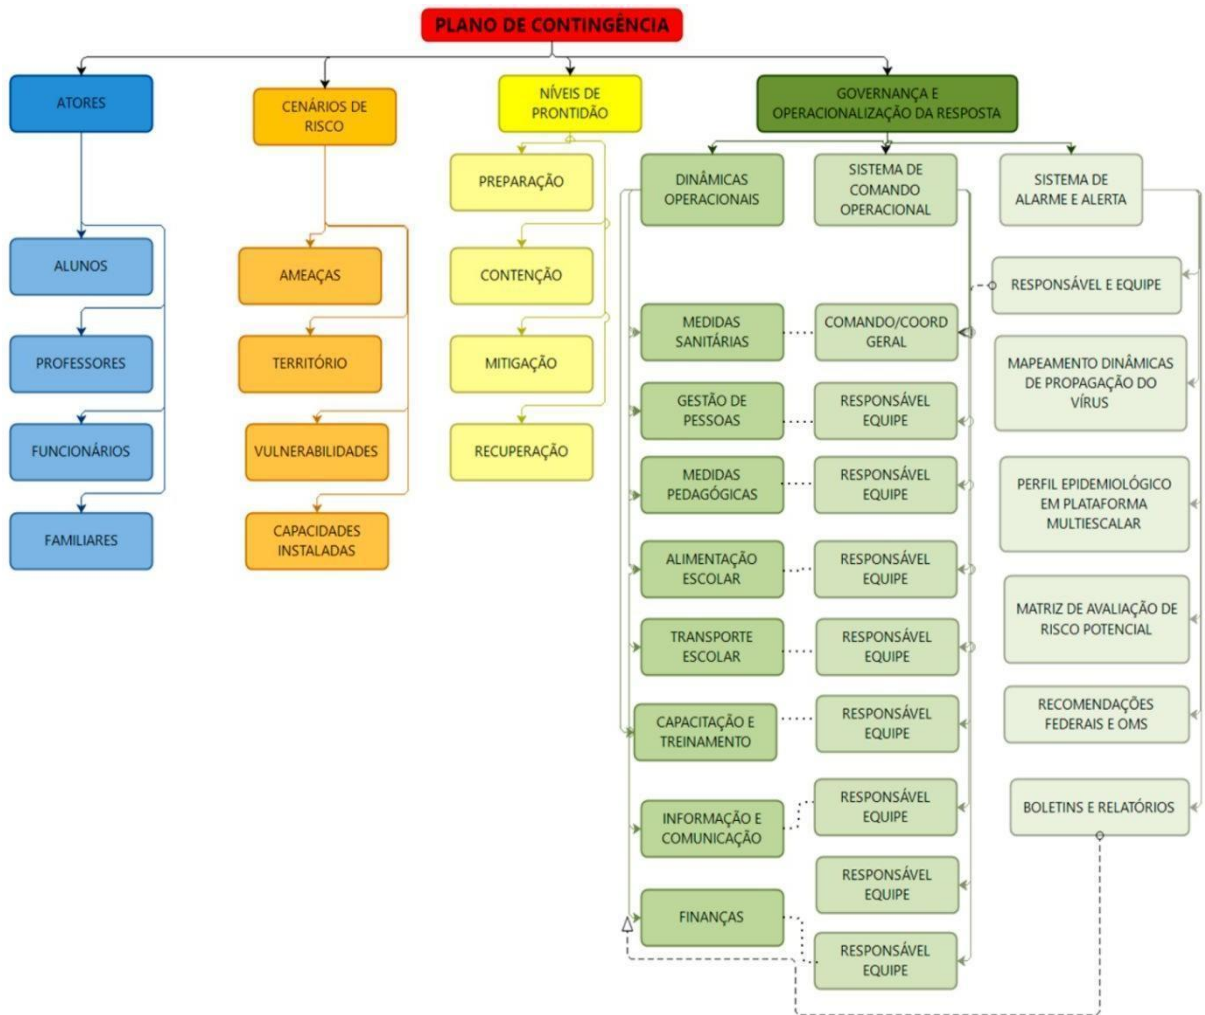 PLANO DE CONTINGÊNCIA
ATORES
ALUNOS
PROFESSORES
FUNCIONÁRIOS
FAMILIARES
CENÁRIOS DE
RISCO
AMEAÇAS
TERRITÓRIO
VULNERABILIDADES
CAPACIDADES
INSTALADAS
NÍVEIS DE
PRONTIDÃO
PREPARAÇÃO
CONTENÇÃO
MITIGAÇÃO
RECUPERAÇÃO
GOVERNANÇA E
OPERACIONALIZAÇÃO DA RESPOSTA
DINÂMICAS
OPERACIONAIS
MEDIDAS
SANITÁRIAS
GESTÃO DE
PESSOAS
MEDIDAS
PEDAGÓGICAS
ALIMENTAÇÃO
ESCOLAR
TRANSPORTE
ESCOLAR
CAPACITAÇÃO E
TREINAMENTO
INFORMAÇÃO E
COMUNICAÇÃO
FINANÇAS
SISTEMA DE
COMANDO
OPERACIONAL
COMANDO/COORD
GERAL
RESPONSÁVEL
EQUIPE
RESPONSÁVEL
EQUIPE
RESPONSÁVEL
EQUIPE
RESPONSÁVEL
EQUIPE
RESPONSÁVEL
EQUIPE
RESPONSÁVEL
EQUIPE
RESPONSÁVEL
EQUIPE
RESPONSÁVEL
EQUIPE
SISTEMA DE
ALARME E ALERTA
RESPONSÁVEL E EQUIPE
MAPEAMENTO DINÂMICAS
DE PROPAGAÇÃO DO
VÍRUS
PERFIL EPIDEMIOLÓGICO
EM PLATAFORMA
MULTIESCALAR
MATRIZ DE AVALIAÇÃO DE
RISCO POTENCIAL
RECOMENDAÇÕES
FEDERAIS E OMS
BOLETINS E RELATÓRIOS